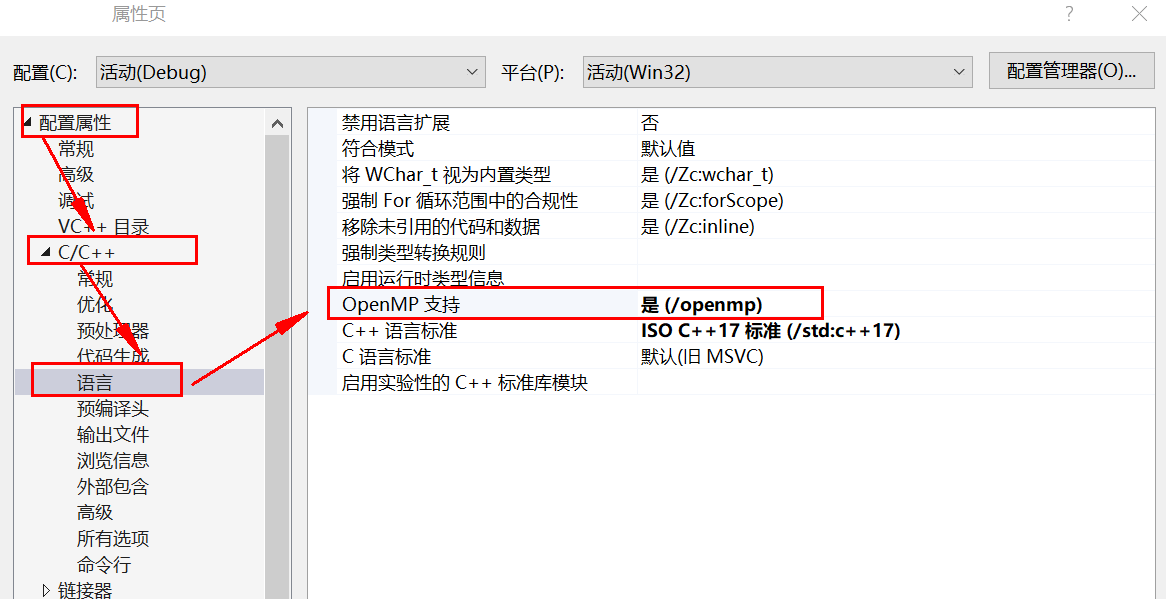 属性页
配置(C): 活动(Debug) 平台(P): 活动(Win32) 配置管理器(O)...
配置属性
常规
高级
调试
VC++ 目录
C/C++
常规
优化
预处理器
代码生成
语言
预编译头
输出文件
浏览信息
外部包含
高级
所有选项
命令行
链接器
禁用语言扩展 否
符合模式 默认值
将 WChar_t 视为内置类型 是 (/Zc:wchar_t)
强制 For 循环范围中的合规性 是 (/Zc:forScope)
移除未引用的代码和数据 是 (/Zc:inline)
强制类型转换规则
启用运行时类型信息
OpenMP 支持 是 (/openmp)
C++ 语言标准 ISO C++17 标准 (/std:c++17)
C 语言标准 默认(旧 MSVC)
启用实验性的 C++ 标准库模块